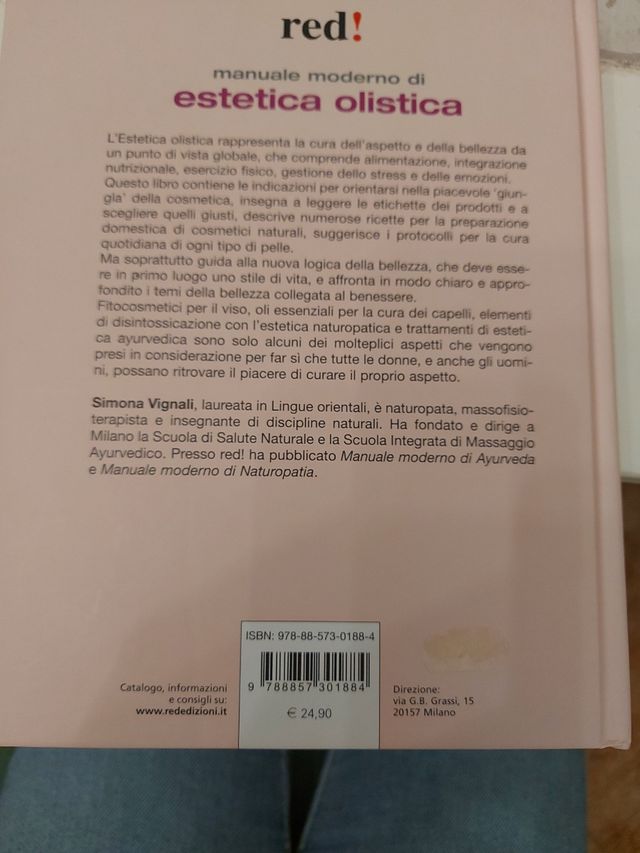 red!
manuale moderno di
estetica olistica
L'Estetica olistica rappresenta la cura dell'aspetto e della bellezza da
un punto di vista globale, che comprende alimentazione, integrazione
nutrizionale, esercizio fisico, gestione dello stress e delle emozioni.
Questo libro contiene le indicazioni per orientarsi nella piacevole 'giun-
gla' della cosmetica, insegna a leggere le etichette dei prodotti e a
scegliere quelli giusti, descrive numerose ricette per la preparazione
domestica di cosmetici naturali, suggerisce i protocolli per la cura
quotidiana di ogni tipo di pelle.
Ma soprattutto guida alla nuova logica della bellezza, che deve esse-
re in primo luogo uno stile di vita, e affronta in modo chiaro e appro-
fondito i temi della bellezza collegata al benessere.
Fitocosmetici per il viso, oli essenziali per la cura dei capelli, elementi
di disintossicazione con l'estetica naturopatica e trattamenti di esteti-
ca ayurvedica sono solo alcuni dei molteplici aspetti che vengono
presi in considerazione per far sì che tutte le donne, e anche gli uomi-
ni, possano ritrovare il piacere di curare il proprio aspetto.
Simona Vignali, laureata in Lingue orientali, è naturopata, massofisio-
terapista e insegnante di discipline naturali. Ha fondato e dirige a
Milano la Scuola di Salute Naturale e la Scuola Integrata di Massaggio
Ayurvedico. Presso red! ha pubblicato Manuale moderno di Ayurveda
e Manuale moderno di Naturopatia.
ISBN: 978-88-573-0188-4
9 788857 301884
€ 24,90
Catalogo, informazioni
e consigli su:
www.rededizioni.it
Direzione:
via G.B. Grassi, 15
20157 Milano